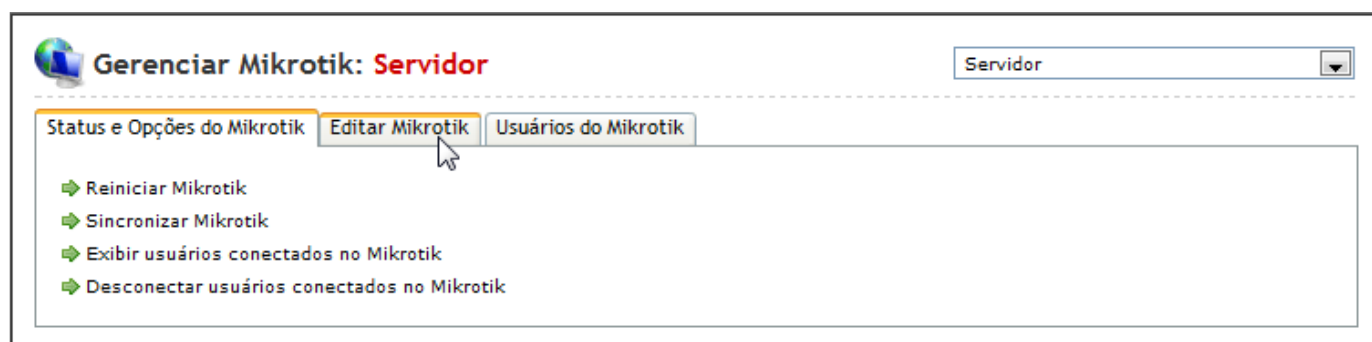 Gerenciar Mikrotik: Servidor
Servidor
Status e Opções do Mikrotik
Editar Mikrotik
Usuários do Mikrotik
Reiniciar Mikrotik
Sincronizar Mikrotik
Exibir usuários conectados no Mikrotik
Desconectar usuários conectados no Mikrotik